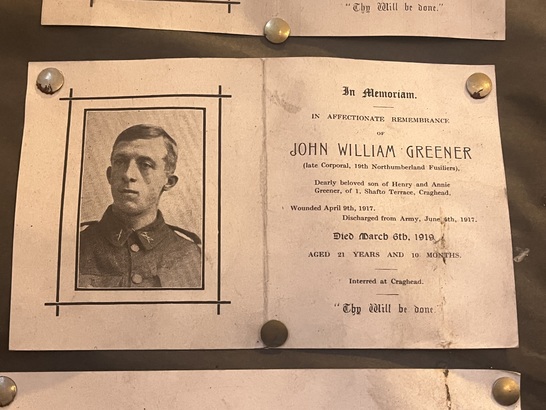 "Thy Will be done."
In Memoriam.
IN AFFECTIONATE REMEMBRANCE
OF
JOHN WILLIAM GREENER
(late Corporal, 19th Northumberland Fusiliers),
Dearly beloved son of Henry and Annie
Greener, of 1, Shafto Terrace, Craghead.
Wounded April 9th, 1917.
Discharged from Army, June 4th, 1917.
Died March 6th, 1919,
AGED 21 YEARS AND 10 MONTHS.
Interred at Craghead.
"Thy Will be done